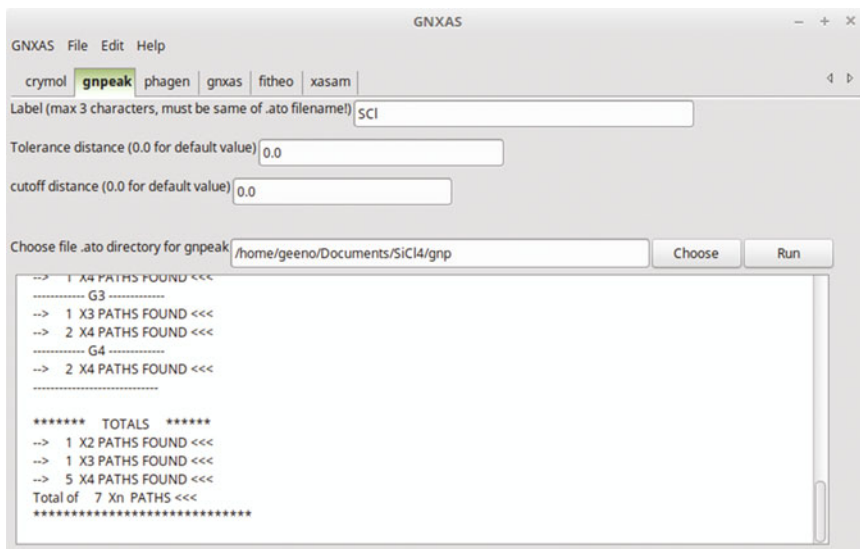 GNXAS
GNXAS File Edit Help
crymol gnpeak phagen gnxas fitheo xasam
Label (max 3 characters, must be same of .ato filename!) SCl
Tolerance distance (0.0 for default value) 0.0
cutoff distance (0.0 for default value) 0.0
Choose file .ato directory for gnpeak /home/geeno/Documents/SiCl4/gnp Choose Run
--> 1 X4 PATHS FOUND <<<
------------ G3 -------------
--> 1 X3 PATHS FOUND <<<
--> 2 X4 PATHS FOUND <<<
------------ G4 -------------
--> 2 X4 PATHS FOUND <<<
-----------------------------
******* TOTALS ******
--> 1 X2 PATHS FOUND <<<
--> 1 X3 PATHS FOUND <<<
--> 5 X4 PATHS FOUND <<<
Total of 7 Xn PATHS <<<
*****************************